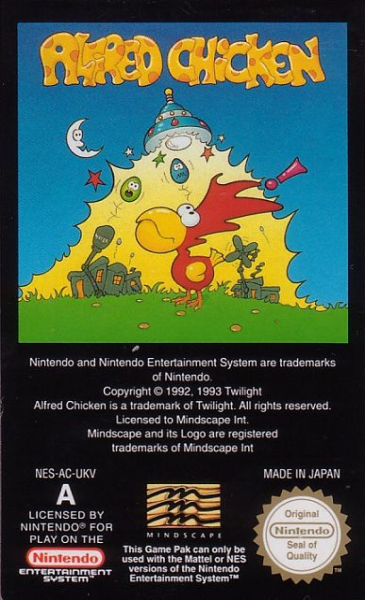 ALFRED CHICKEN
Nintendo and Nintendo Entertainment System are trademarks
of Nintendo.
Copyright © 1992, 1993 Twilight
Alfred Chicken is a trademark of Twilight. All rights reserved.
Licensed to Mindscape Int.
Mindscape and its Logo are registered
trademarks of Mindscape Int
NES-AC-UKV
A
LICENSED BY
NINTENDO® FOR
PLAY ON THE
Nintendo
ENTERTAINMENT
SYSTEM™
MINDSCAPE
This Game Pak can only be
used with the Mattel or NES
versions of the Nintendo
Entertainment System™
MADE IN JAPAN
Original
Nintendo
Seal of
Quality